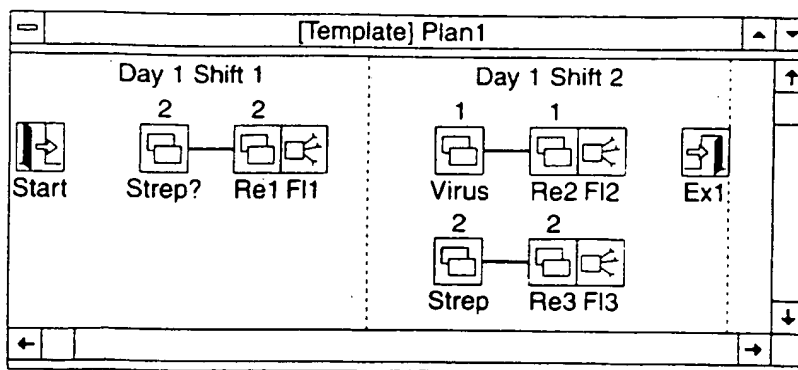 [Template] Plan1
Day 1 Shift 1
Day 1 Shift 2
2 2
1 1
Start Strep? Re1 Fl1
Virus Re2 Fl2 Ex1
2 2
Strep Re3 Fl3